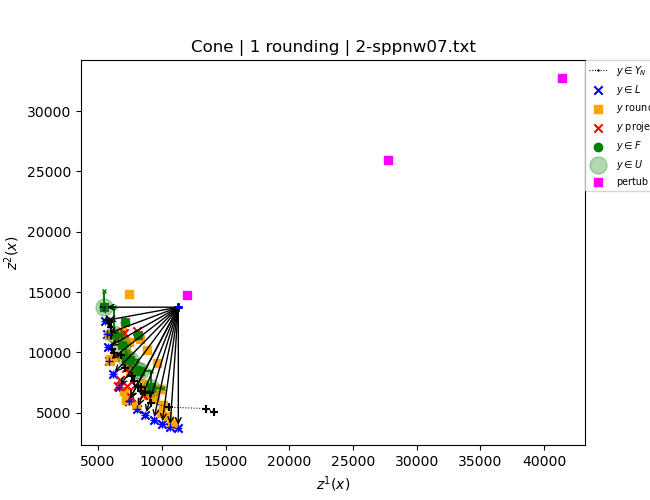 Cone | 1 rounding | 2-sppnw07.txt
z²(x)
30000
25000
20000
15000
10000
5000
5000 10000 15000 20000 25000 30000 35000 40000
z¹(x)
y ∈ Y_N
y ∈ L
y round
y proje
y ∈ F
y ∈ U
pertub